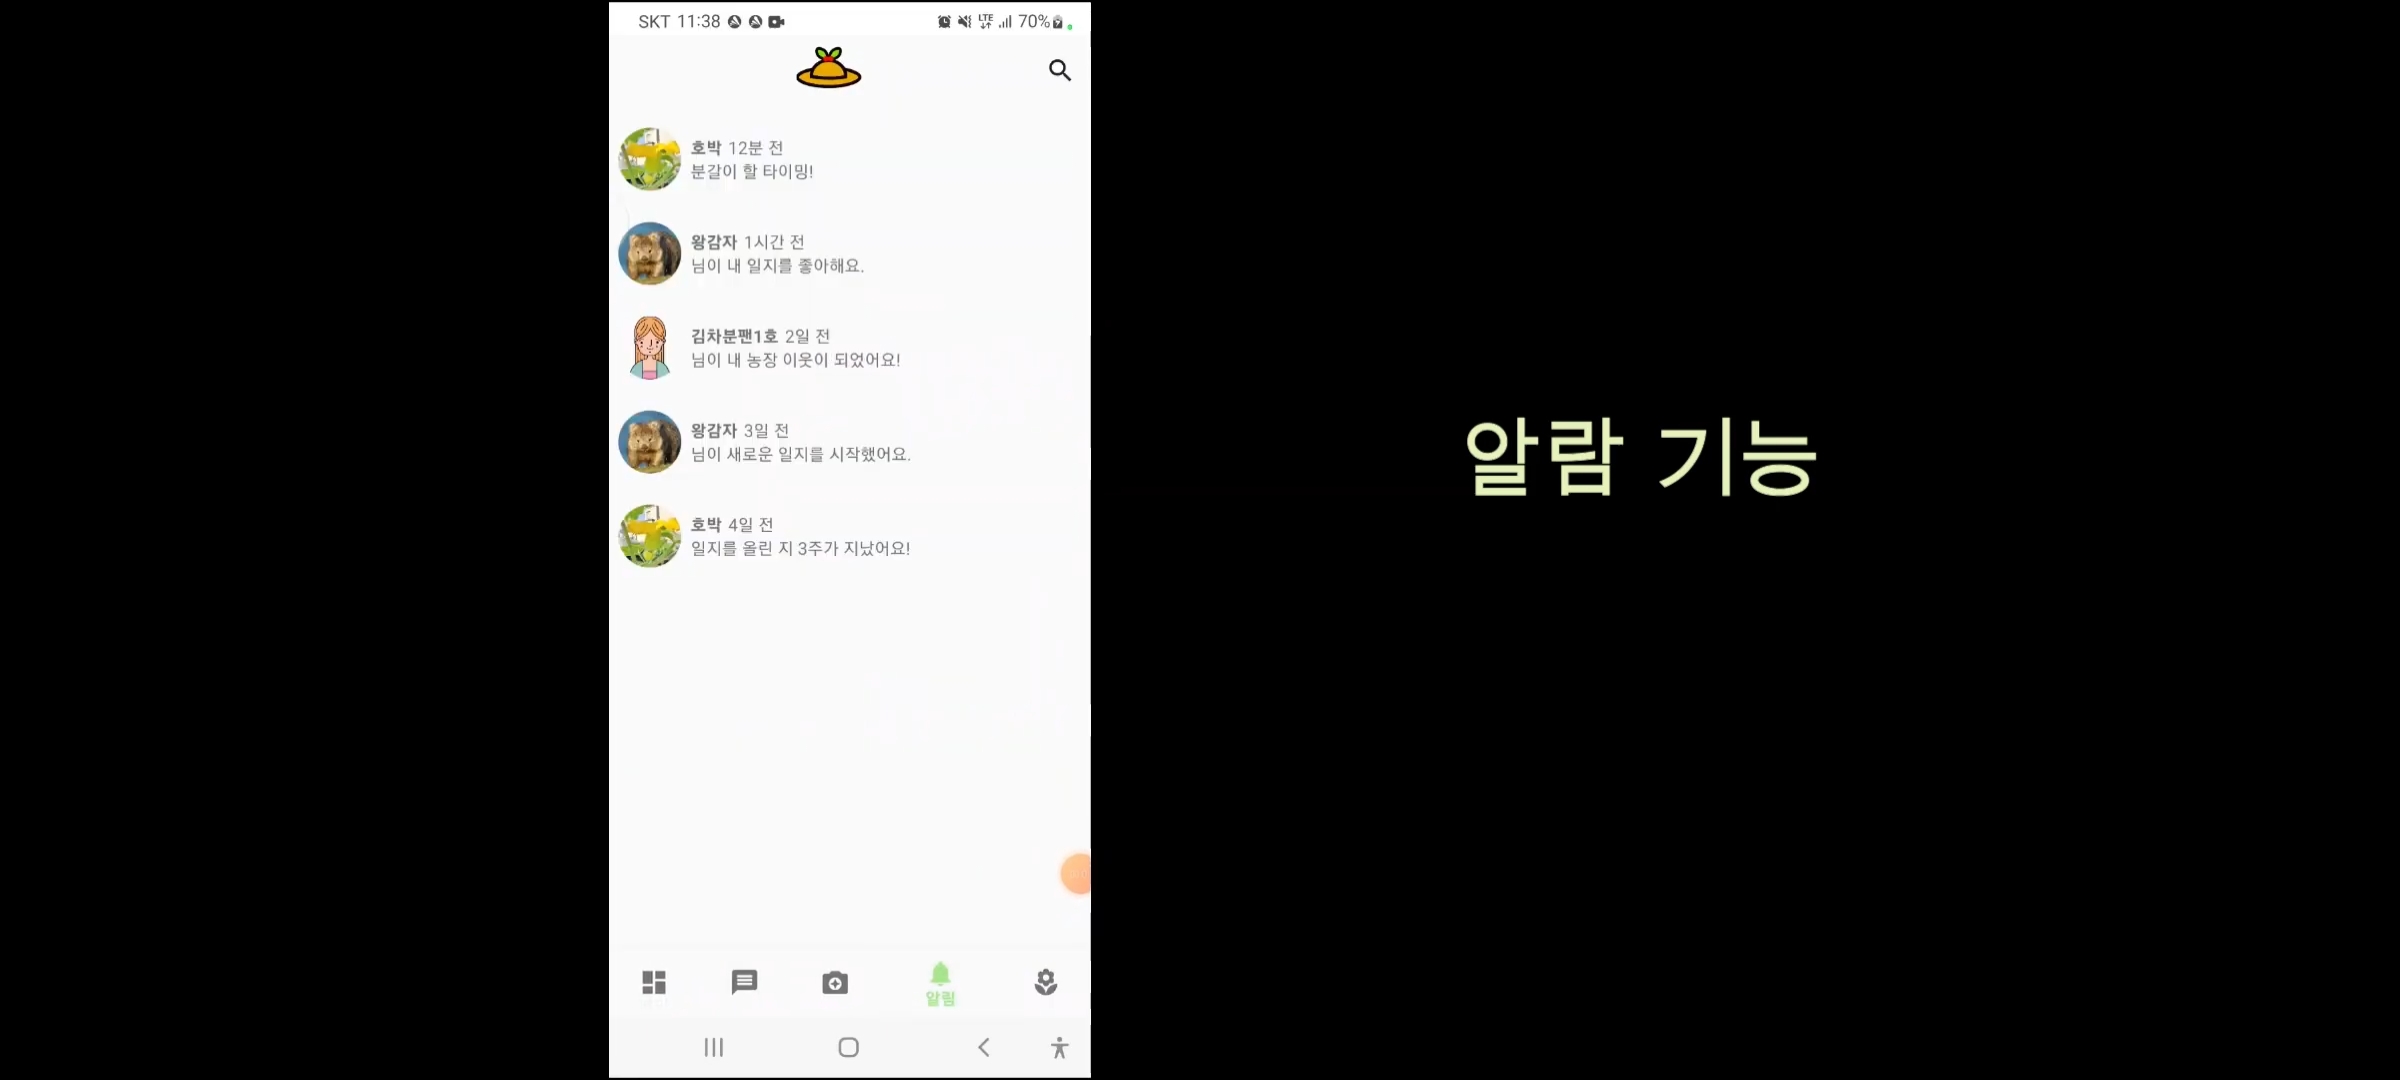 SKT 11:38
LTE
70%
호박 12분 전
분갈이 할 타이밍!
왕감자 1시간 전
님이 내 일지를 좋아해요.
김차분팬1호 2일 전
님이 내 농장 이웃이 되었어요!
왕감자 3일 전
님이 새로운 일지를 시작했어요.
호박 4일 전
일지를 올린 지 3주가 지났어요!
알림
알람 기능